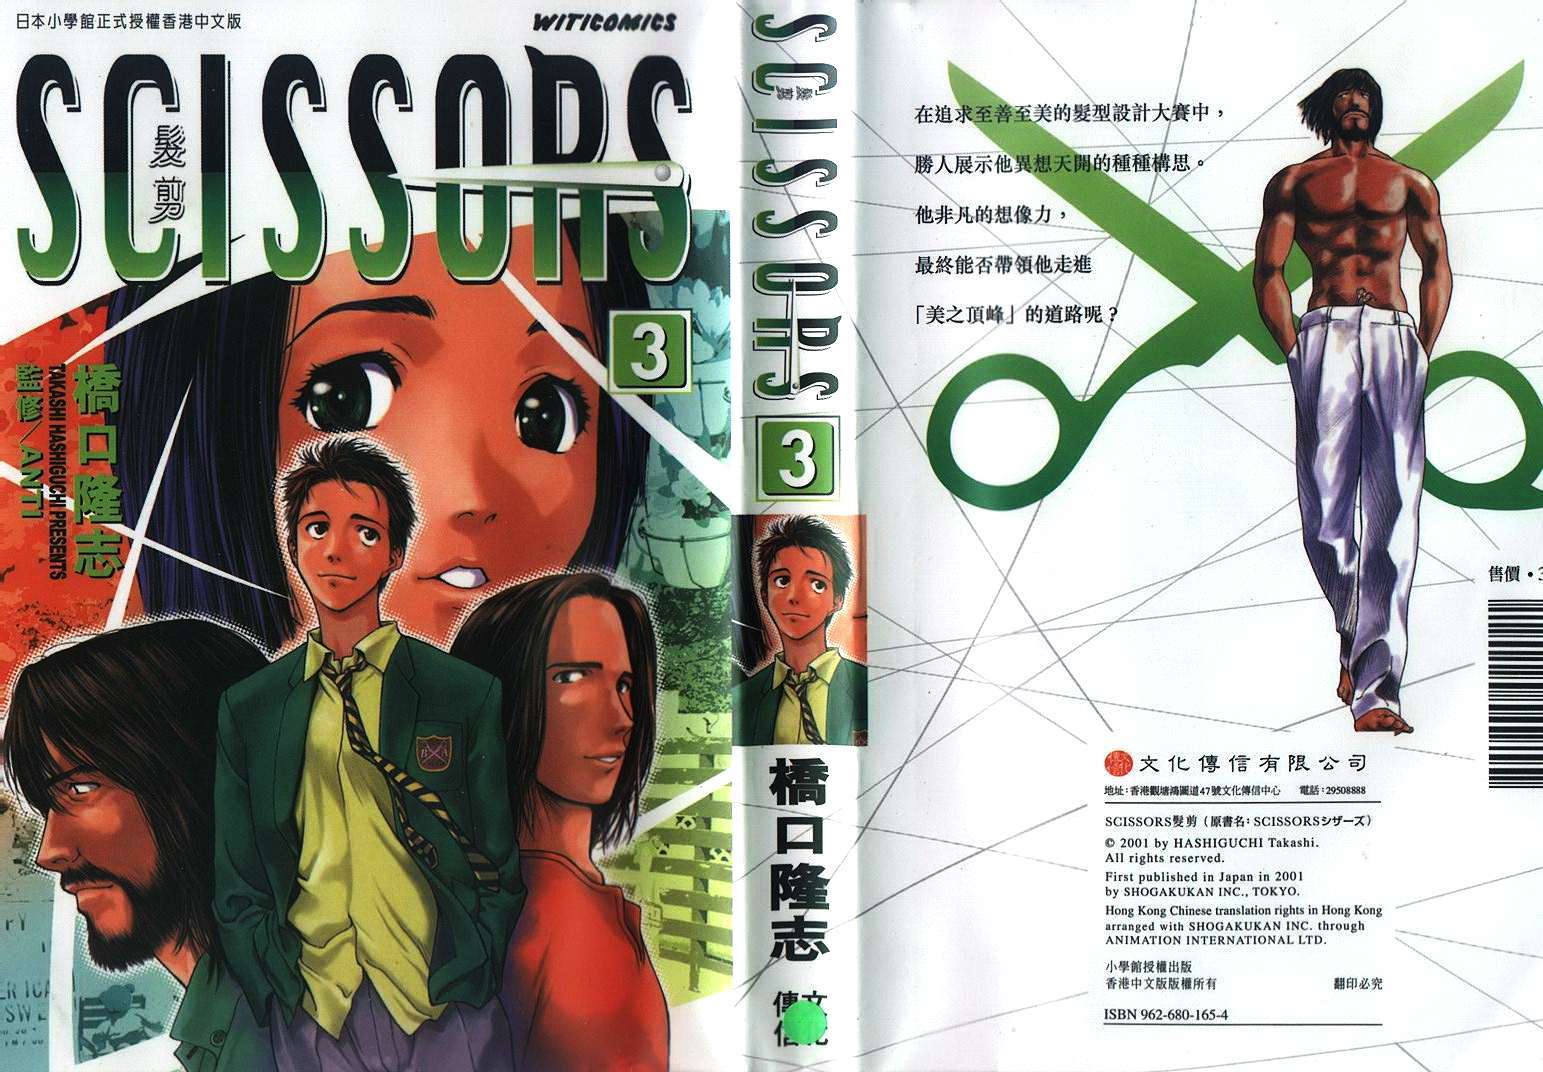 日本小學館正式授權香港中文版
WITICOMICS
SCISSORS
髮剪
3
橋口隆志
TAKASHI HASHIGUCHI PRESENTS
監修/ANTI
BA
SCISSORS
髮剪
3
橋口隆志
文化傳信
在追求至善至美的髮型設計大賽中，
勝人展示他異想天開的種種構思。
他非凡的想像力，
最終能否帶領他走進
「美之頂峰」的道路呢？
售價・3
文化傳信有限公司
地址：香港觀塘鴻圖道47號文化傳信中心 電話：29508888
SCISSORS髮剪（原書名：SCISSORSシザーズ）
© 2001 by HASHIGUCHI Takashi.
All rights reserved.
First published in Japan in 2001
by SHOGAKUKAN INC., TOKYO.
Hong Kong Chinese translation rights in Hong Kong
arranged with SHOGAKUKAN INC. through
ANIMATION INTERNATIONAL LTD.
小學館授權出版
香港中文版版權所有 翻印必究
ISBN 962-680-165-4